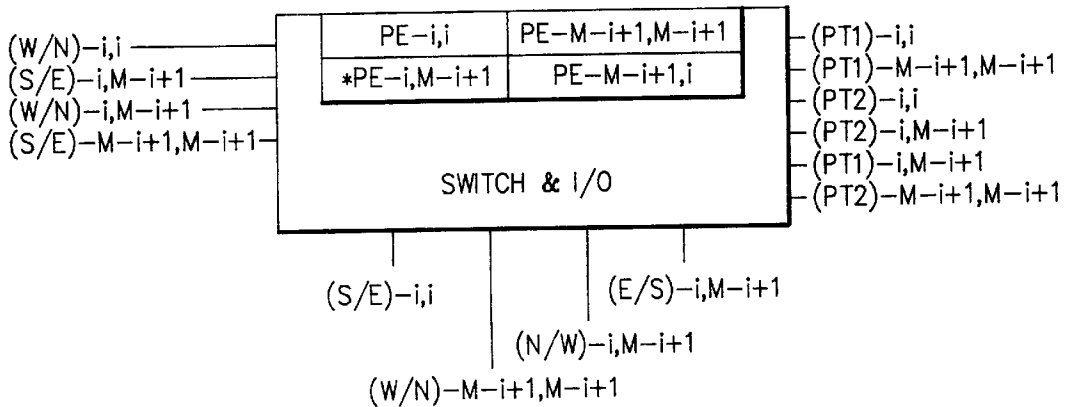 PE-i,i
PE-M-i+1,M-i+1
*PE-i,M-i+1
PE-M-i+1,i
(W/N)-i,i
(S/E)-i,M-i+1
(W/N)-i,M-i+1
(S/E)-M-i+1,M-i+1
(PT1)-i,i
(PT1)-M-i+1,M-i+1
(PT2)-i,i
(PT2)-i,M-i+1
(PT1)-i,M-i+1
(PT2)-M-i+1,M-i+1
SWITCH & I/O
(S/E)-i,i
(E/S)-i,M-i+1
(N/W)-i,M-i+1
(W/N)-M-i+1,M-i+1